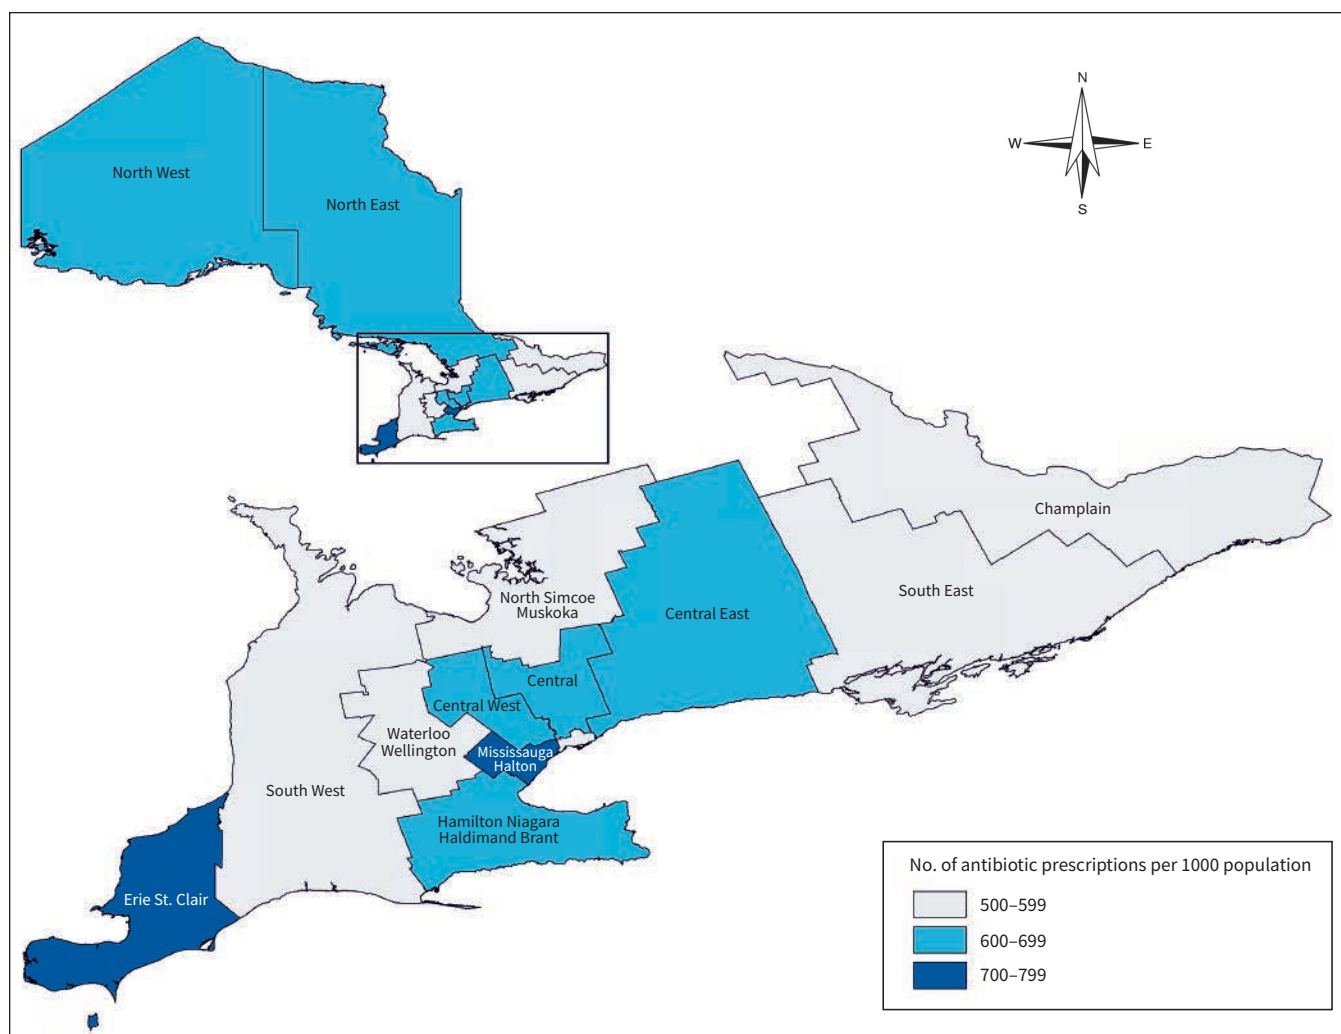 N
W
E
S
North West
North East
Champlain
South East
North Simcoe
Muskoka
Central East
Central
Central West
Waterloo
Wellington
Mississauga
Halton
South West
Hamilton Niagara
Haldimand Brant
Erie St. Clair
No. of antibiotic prescriptions per 1000 population
500–599
600–699
700–799